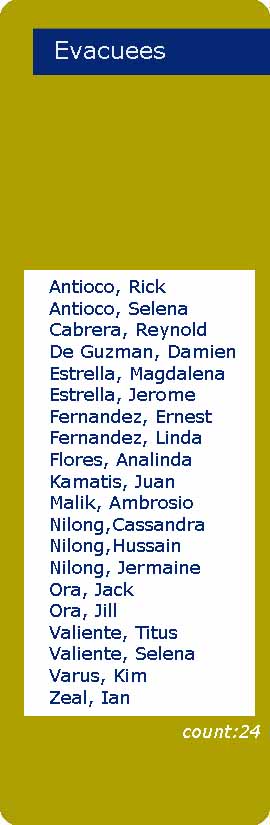 Evacuees
Antioco, Rick
Antioco, Selena
Cabrera, Reynold
De Guzman, Damien
Estrella, Magdalena
Estrella, Jerome
Fernandez, Ernest
Fernandez, Linda
Flores, Analinda
Kamatis, Juan
Malik, Ambrosio
Nilong,Cassandra
Nilong,Hussain
Nilong, Jermaine
Ora, Jack
Ora, Jill
Valiente, Titus
Valiente, Selena
Varus, Kim
Zeal, Ian
count:24